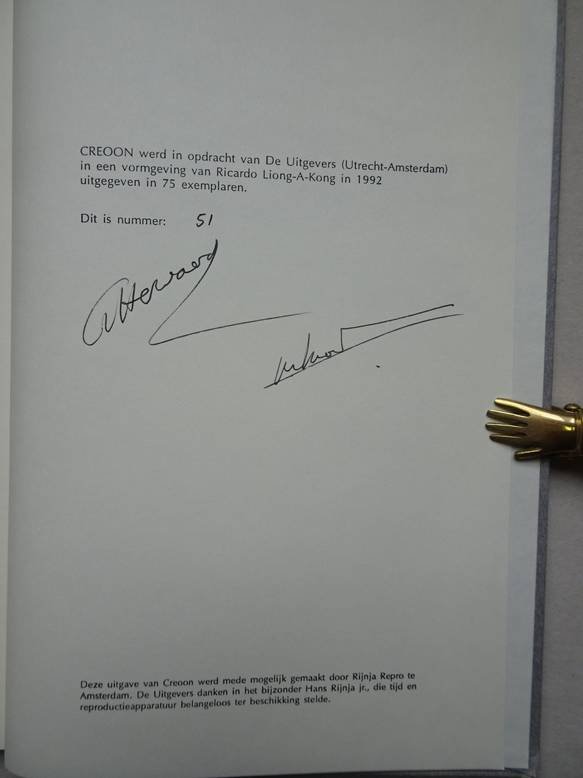 CREOON werd in opdracht van De Uitgevers (Utrecht-Amsterdam)
in een vormgeving van Ricardo Liong-A-Kong in 1992
uitgegeven in 75 exemplaren.
Dit is nummer: 51
Deze uitgave van Creoon werd mede mogelijk gemaakt door Rijnja Repro te
Amsterdam. De Uitgevers danken in het bijzonder Hans Rijnja jr., die tijd en
reproductieapparatuur belangeloos ter beschikking stelde.